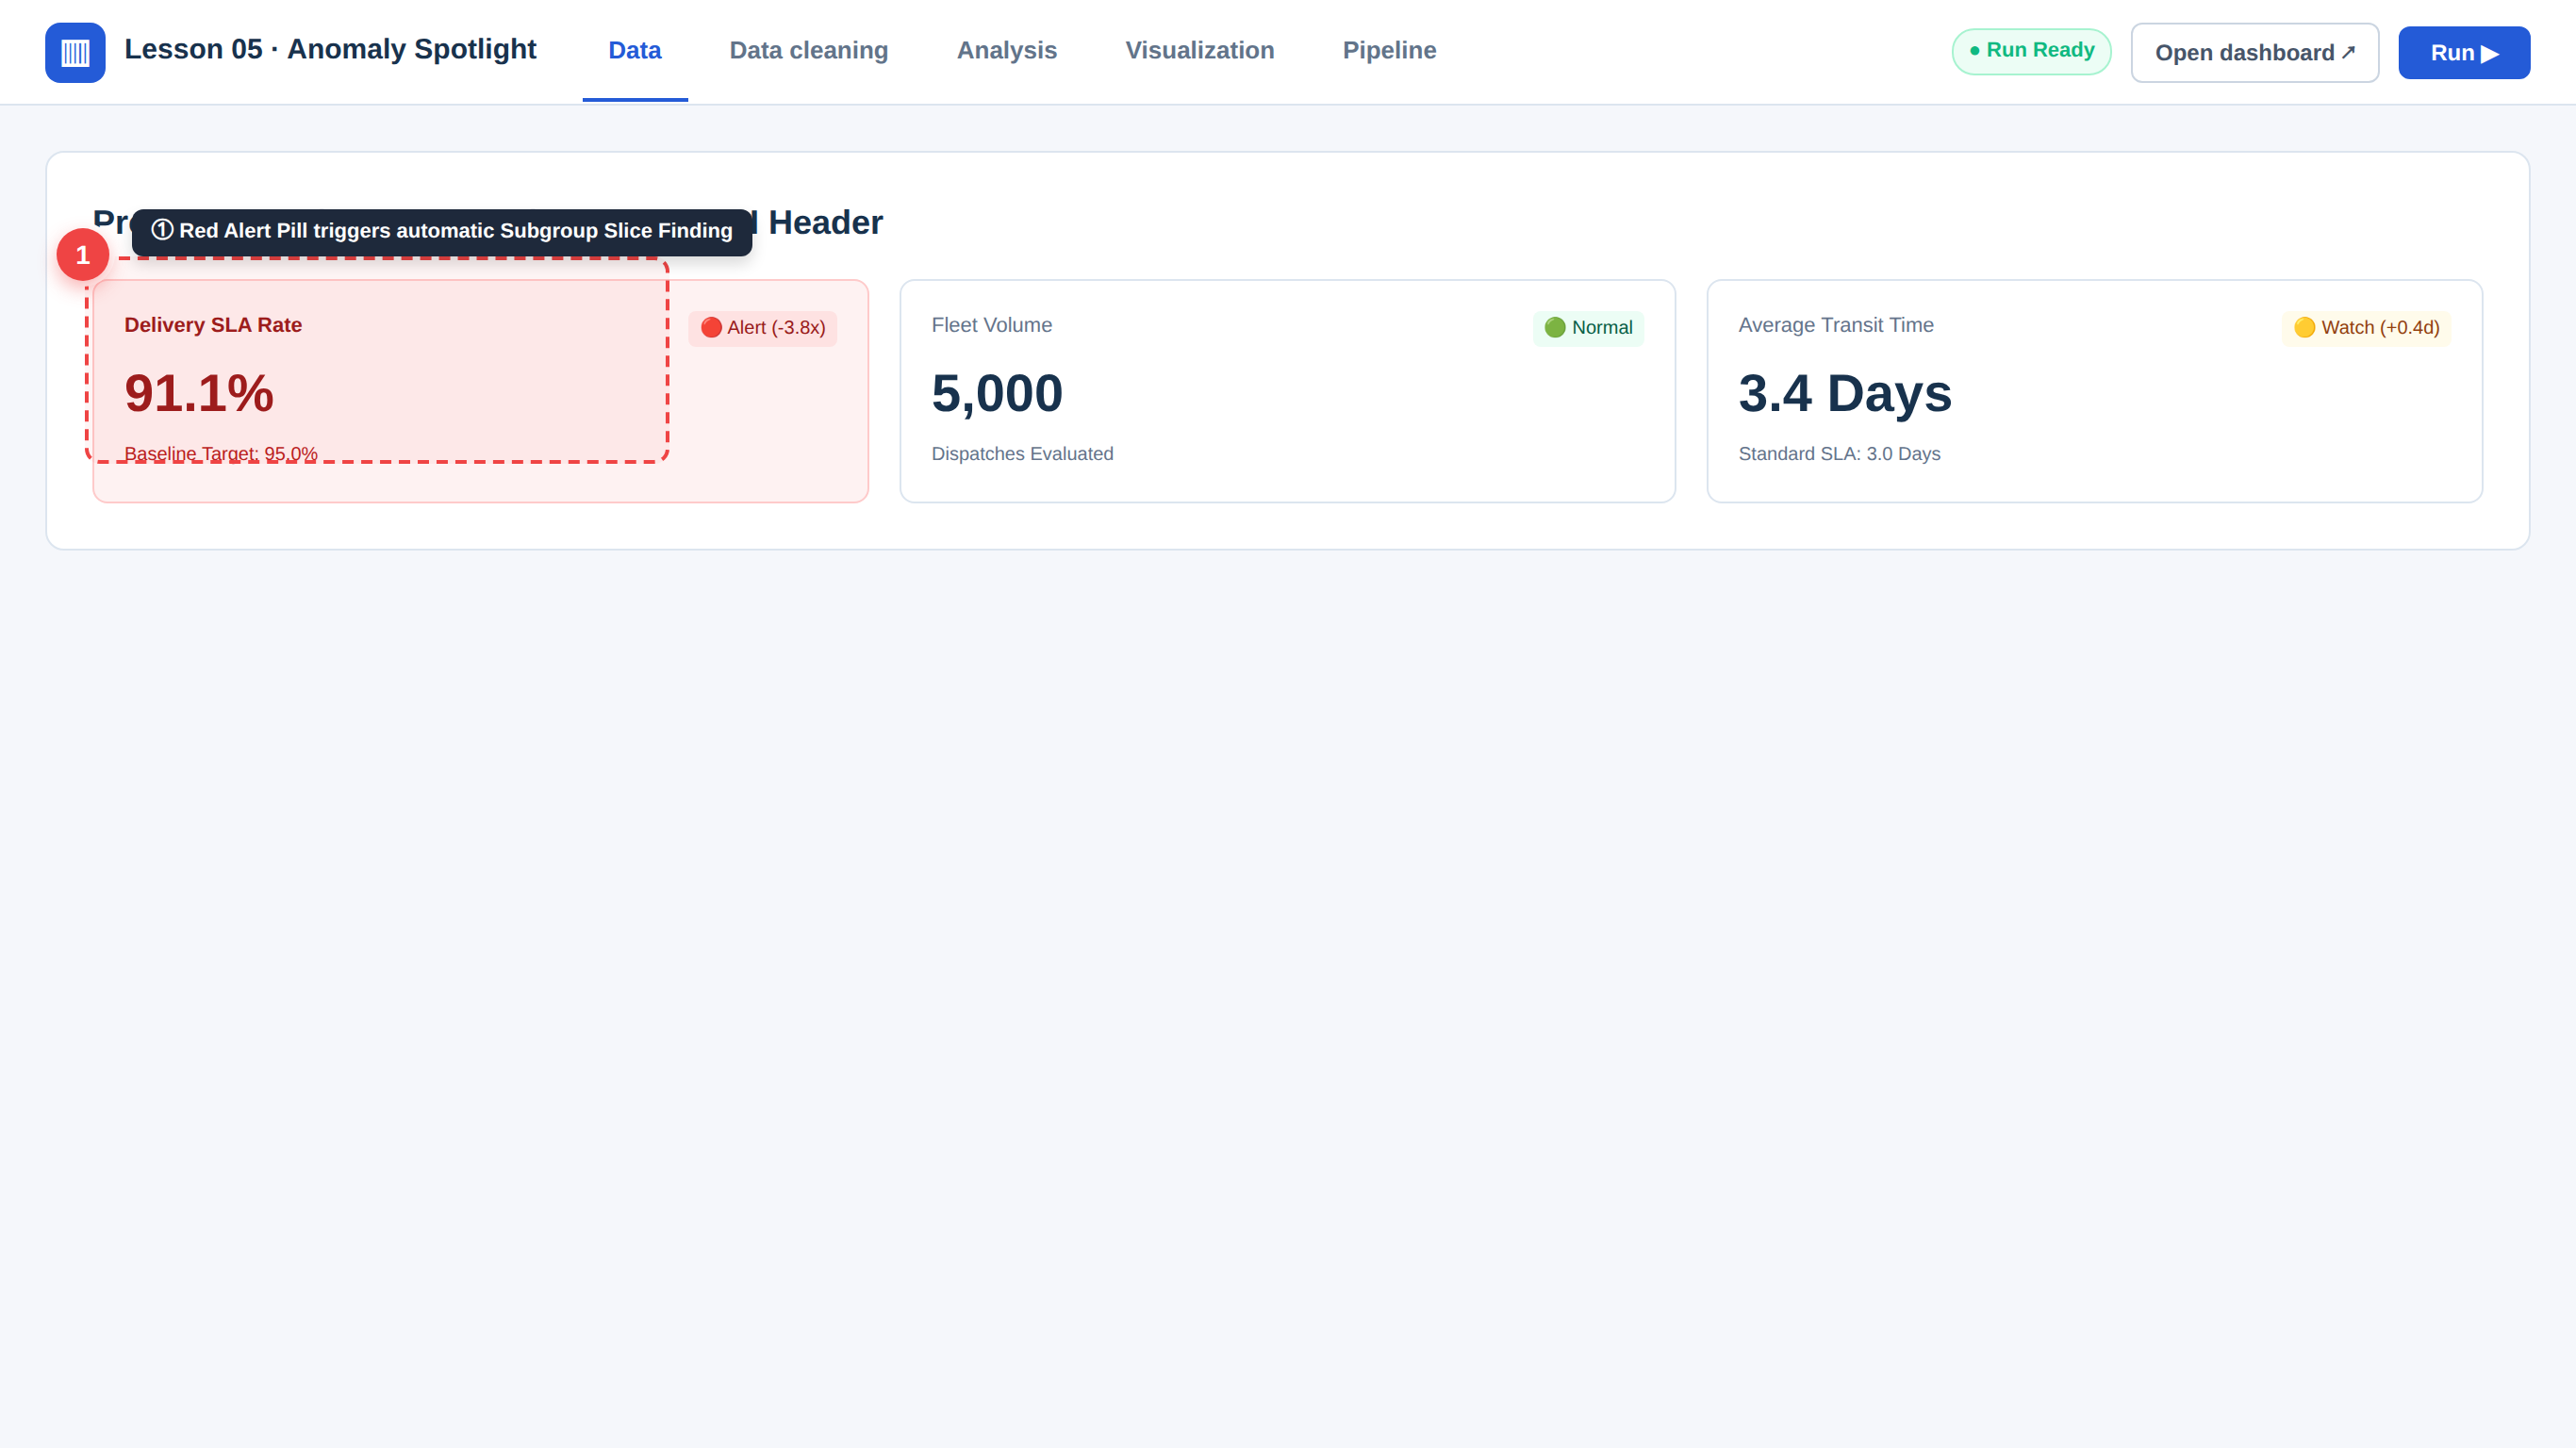 Lesson 05 · Anomaly Spotlight
Data
Data cleaning
Analysis
Visualization
Pipeline
● Run Ready
Open dashboard ↗
Run ▶
Header
① Red Alert Pill triggers automatic Subgroup Slice Finding
1
Delivery SLA Rate
🔴 Alert (-3.8x)
91.1%
Baseline Target: 95.0%
Fleet Volume
🟢 Normal
5,000
Dispatches Evaluated
Average Transit Time
🟡 Watch (+0.4d)
3.4 Days
Standard SLA: 3.0 Days